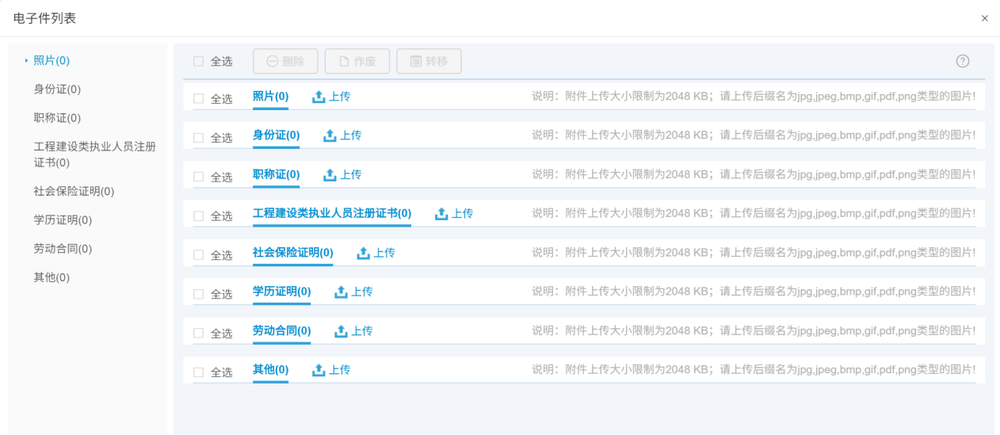 电子件列表
×
照片(0)
身份证(0)
职称证(0)
工程建设类执业人员注册
证书(0)
社会保险证明(0)
学历证明(0)
劳动合同(0)
其他(0)
全选 删除 作废 转移 ?
全选 照片(0) 上传 说明：附件上传大小限制为2048 KB；请上传后缀名为jpg,jpeg,bmp,gif,pdf,png类型的图片!
全选 身份证(0) 上传 说明：附件上传大小限制为2048 KB；请上传后缀名为jpg,jpeg,bmp,gif,pdf,png类型的图片!
全选 职称证(0) 上传 说明：附件上传大小限制为2048 KB；请上传后缀名为jpg,jpeg,bmp,gif,pdf,png类型的图片!
全选 工程建设类执业人员注册证书(0) 上传 说明：附件上传大小限制为2048 KB；请上传后缀名为jpg,jpeg,bmp,gif,pdf,png类型的图片!
全选 社会保险证明(0) 上传 说明：附件上传大小限制为2048 KB；请上传后缀名为jpg,jpeg,bmp,gif,pdf,png类型的图片!
全选 学历证明(0) 上传 说明：附件上传大小限制为2048 KB；请上传后缀名为jpg,jpeg,bmp,gif,pdf,png类型的图片!
全选 劳动合同(0) 上传 说明：附件上传大小限制为2048 KB；请上传后缀名为jpg,jpeg,bmp,gif,pdf,png类型的图片!
全选 其他(0) 上传 说明：附件上传大小限制为2048 KB；请上传后缀名为jpg,jpeg,bmp,gif,pdf,png类型的图片!